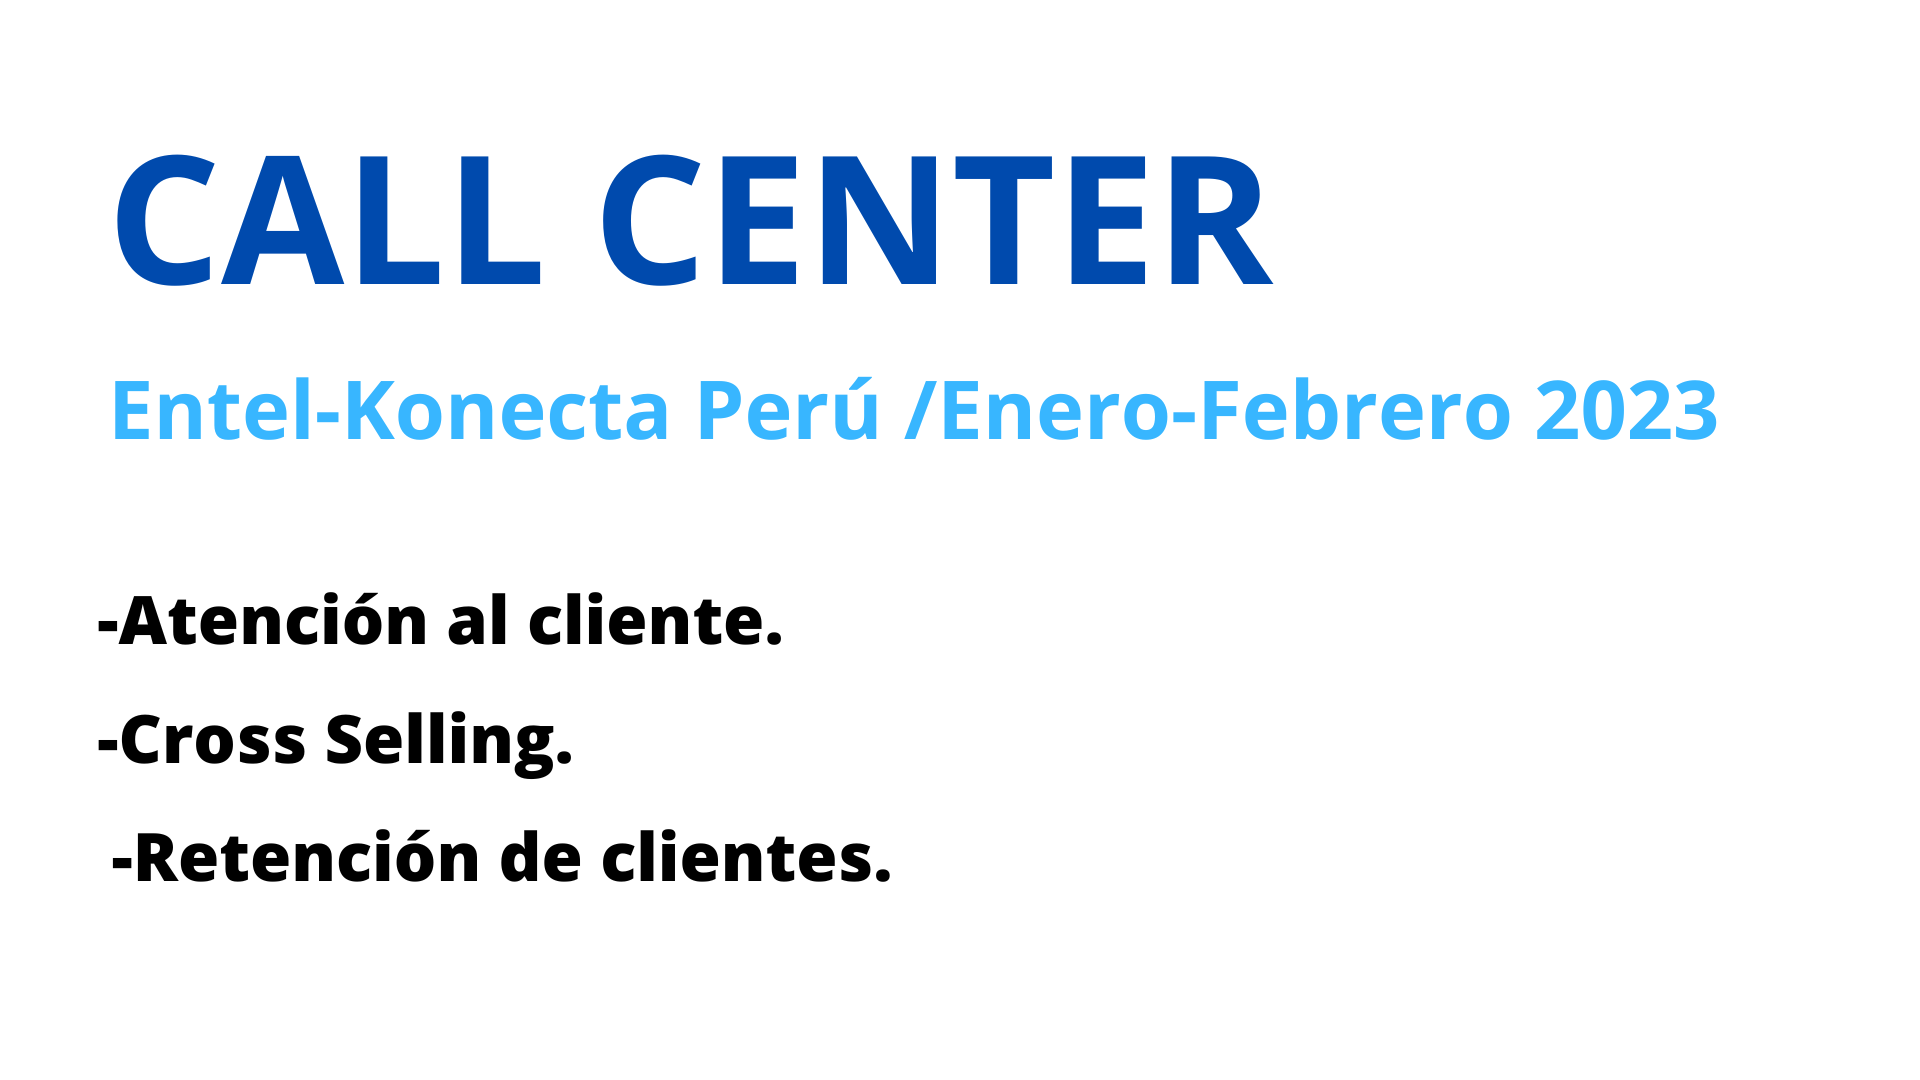 CALL CENTER
Entel-Konecta Perú /Enero-Febrero 2023
-Atención al cliente.
-Cross Selling.
-Retención de clientes.